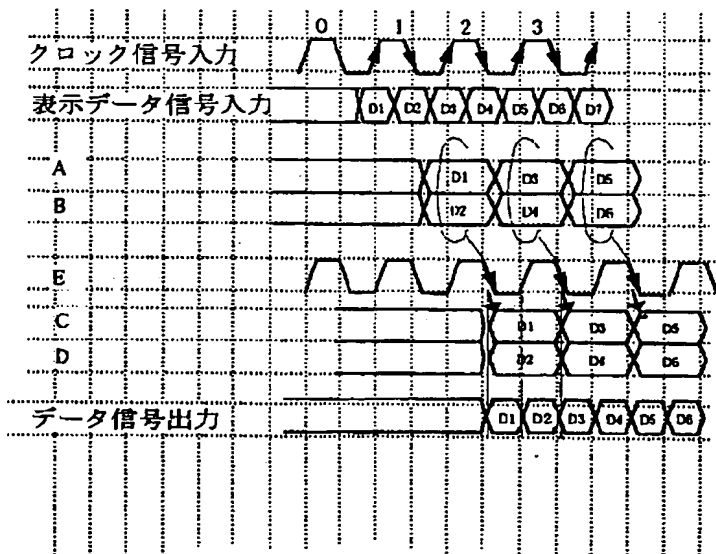 0 1 2 3
クロック信号入力
表示データ信号入力 D1 D2 D3 D4 D5 D6 D7
A D1 D3 D5
B D2 D4 D6
E
C D1 D3 D5
D D2 D4 D6
データ信号出力 D1 D2 D3 D4 D5 D6